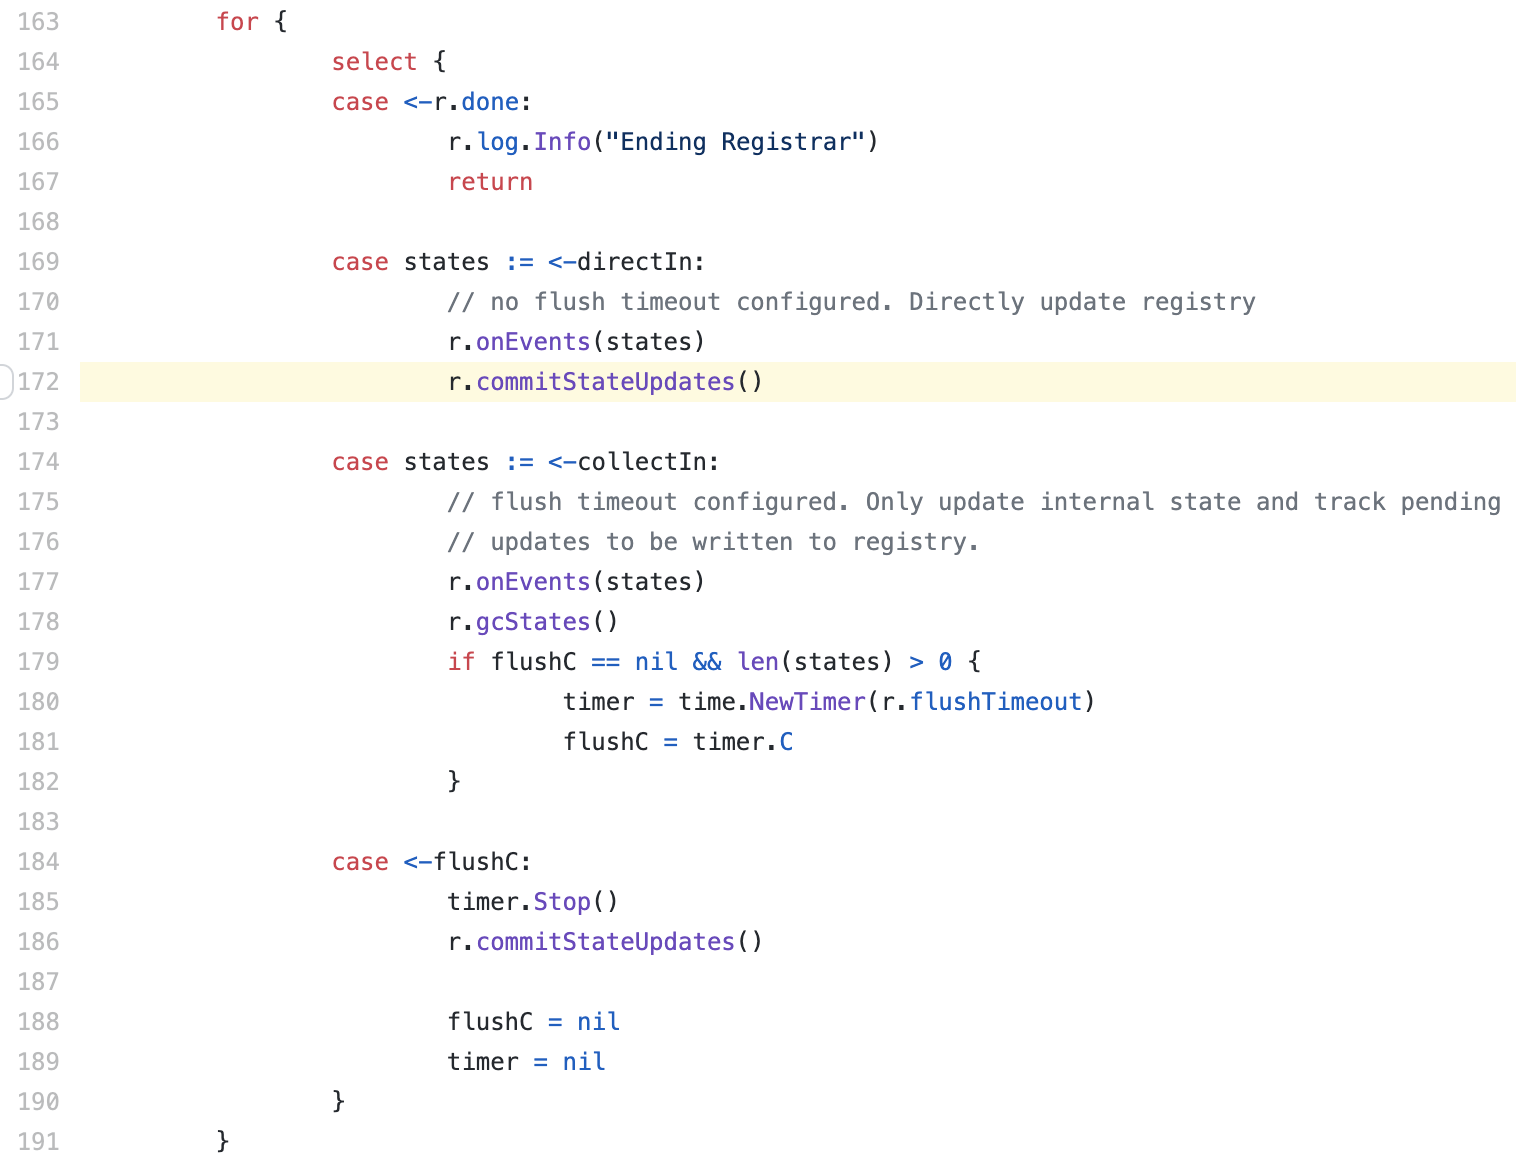 163 for {
164 select {
165 case <-r.done:
166 r.log.Info("Ending Registrar")
167 return
168
169 case states := <-directIn:
170 // no flush timeout configured. Directly update registry
171 r.onEvents(states)
172 r.commitStateUpdates()
173
174 case states := <-collectIn:
175 // flush timeout configured. Only update internal state and track pending
176 // updates to be written to registry.
177 r.onEvents(states)
178 r.gcStates()
179 if flushC == nil && len(states) > 0 {
180 timer = time.NewTimer(r.flushTimeout)
181 flushC = timer.C
182 }
183
184 case <-flushC:
185 timer.Stop()
186 r.commitStateUpdates()
187
188 flushC = nil
189 timer = nil
190 }
191 }